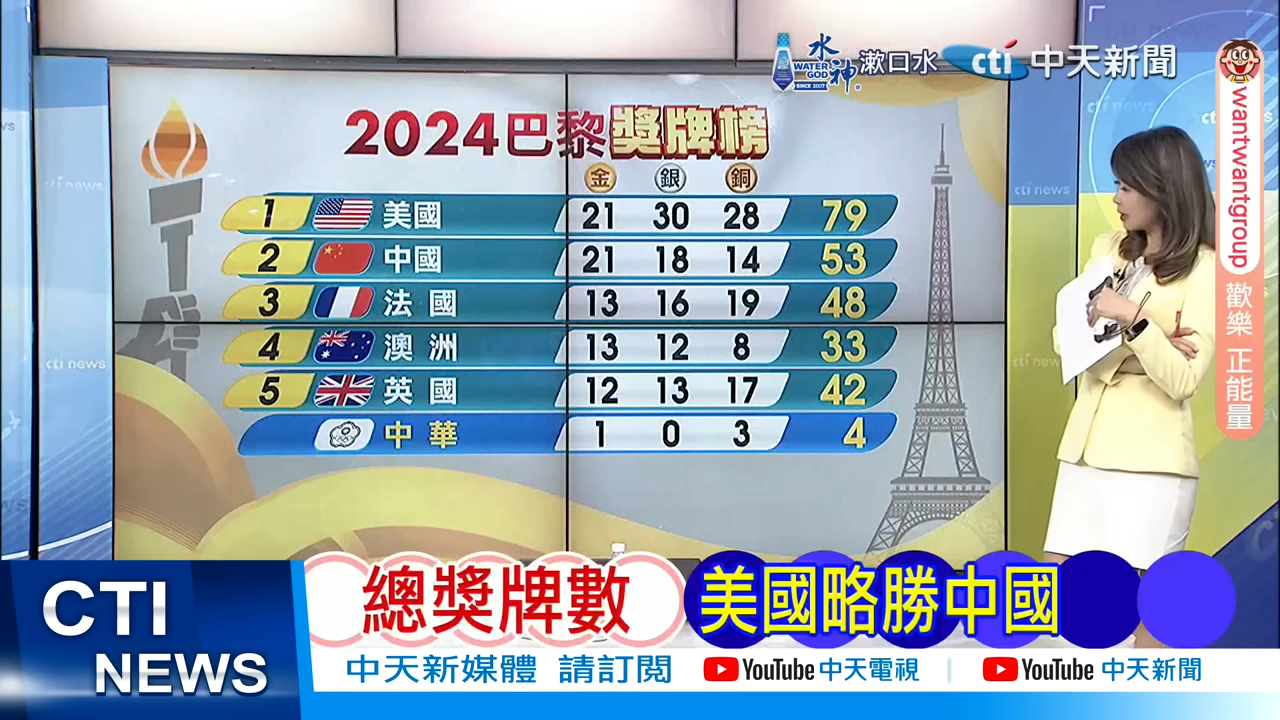 水神
WATER GOD
SINCE 2007
漱口水
cti 中天新聞
wantwantgroup 歡樂 正能量
2024巴黎獎牌榜
金 銀 銅
1 美國 21 30 28 79
2 中國 21 18 14 53
3 法國 13 16 19 48
4 澳洲 13 12 8 33
5 英國 12 13 17 42
中華 1 0 3 4
cti news
cti news
cti news
cti news
cti news
總獎牌數 美國略勝中國
CTI NEWS
中天新媒體 請訂閱 YouTube 中天電視 | YouTube 中天新聞